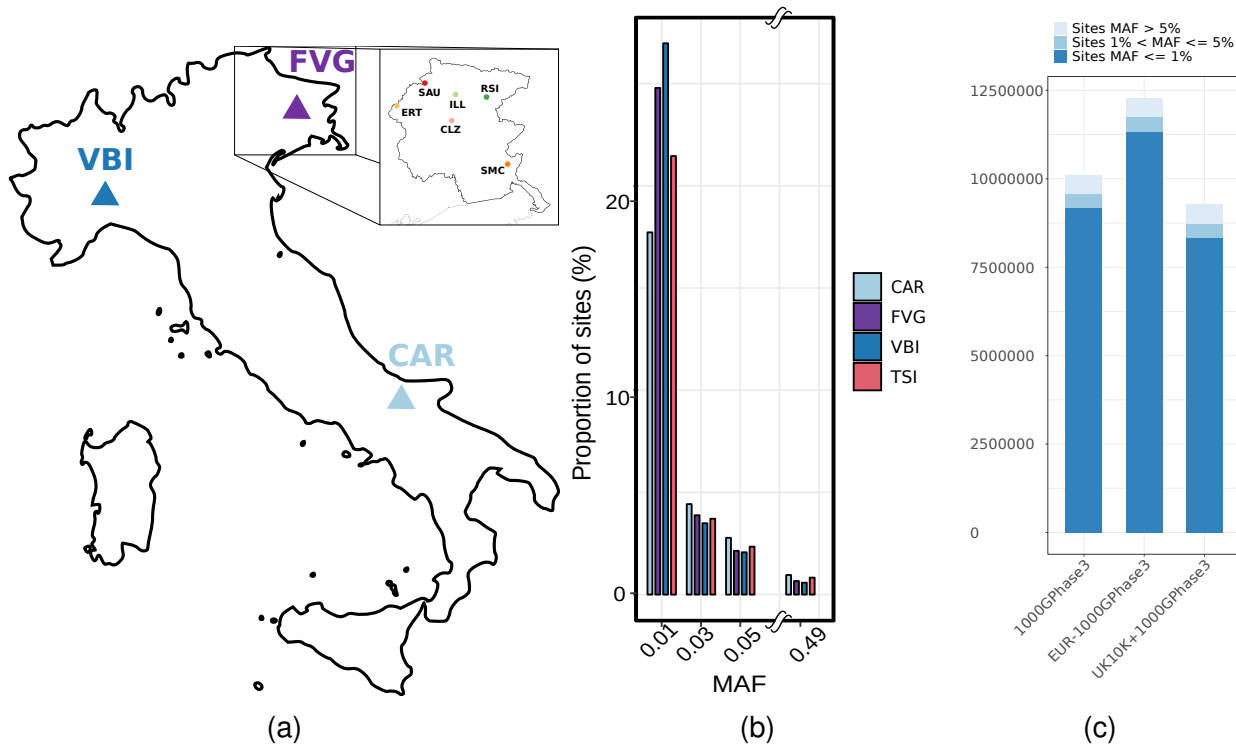 FVG
SAU
RSI
ILL
ERT
CLZ
SMC
VBI
CAR
(a)
Proportion of sites (%)
20
10
0
0.01
0.03
0.05
0.49
MAF
CAR
FVG
VBI
TSI
(b)
Sites MAF > 5%
Sites 1% < MAF <= 5%
Sites MAF <= 1%
12500000
10000000
7500000
5000000
2500000
0
1000GPhase3
EUR-1000GPhase3
UK10K+1000GPhase3
(c)